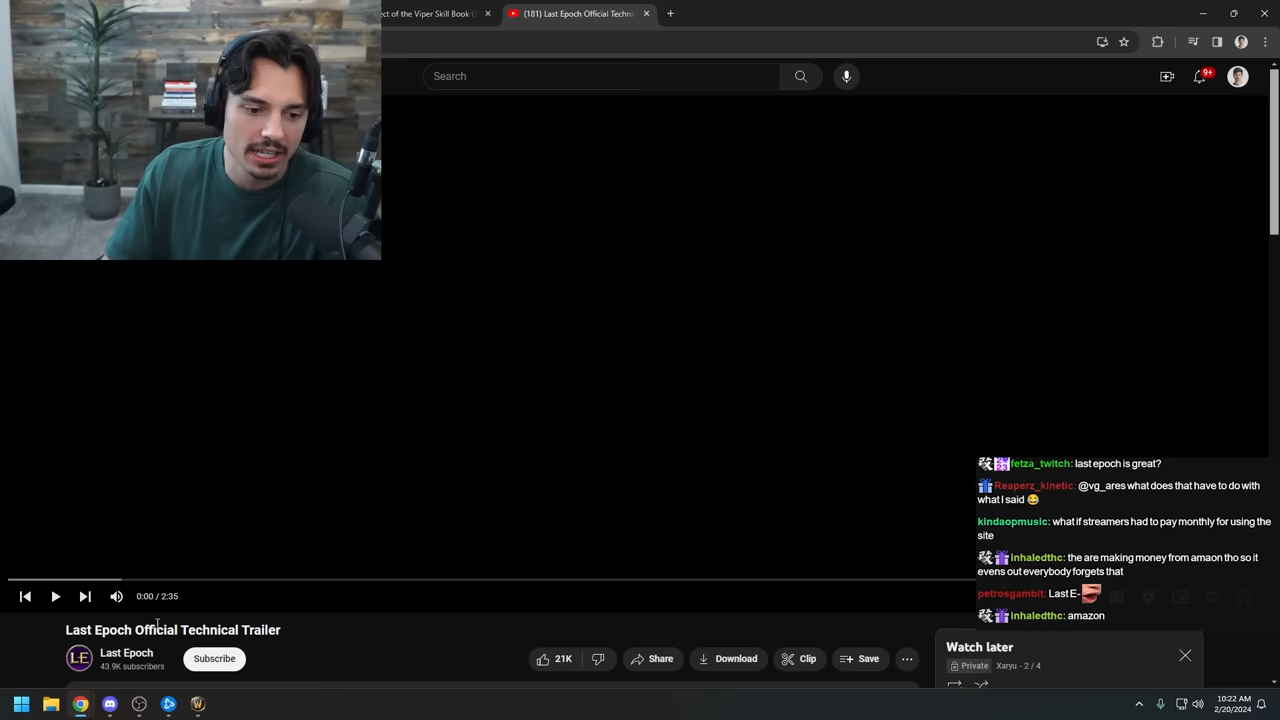 ect of the Viper Skill Book G
(181) Last Epoch Official Techn
Search
9+
fetza_twitch: last epoch is great?
Reaperz_kinetic: @vg_ares what does that have to do with
what I said 😂
kindaopmusic: what if streamers had to pay monthly for using the
site
inhaledthc: the are making money from amaon tho so it
evens out everybody forgets that
petrosgambit: Last E-
inhaledthc: amazon
0:00 / 2:35
Last Epoch Official Technical Trailer
LE
Last Epoch
43.9K subscribers
Subscribe
21K
Share
Download
Clip
Save
Watch later
Private
Xaryu - 2 / 4
10:22 AM
2/20/2024